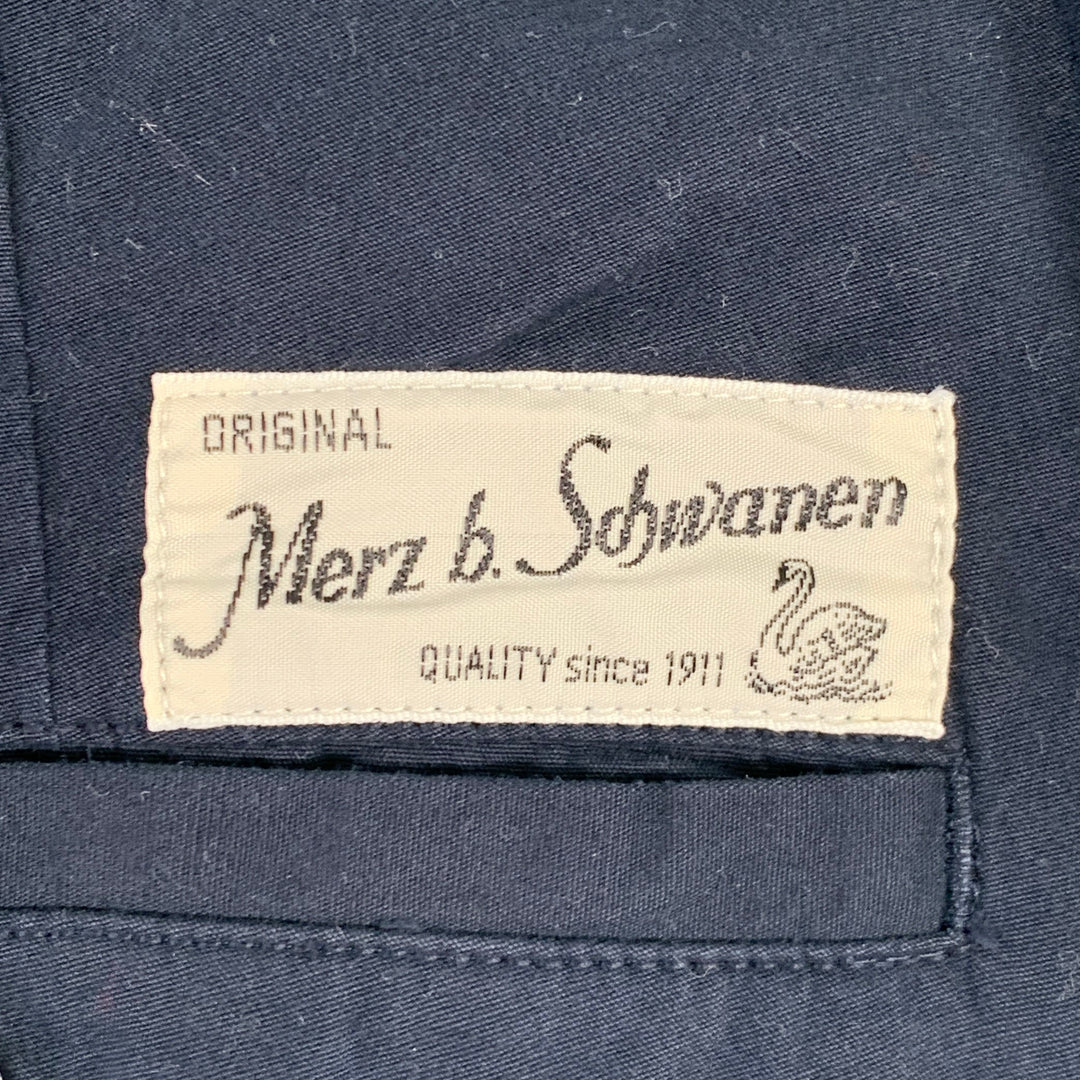 ORIGINAL
Merz b. Schwanen
QUALITY since 1911